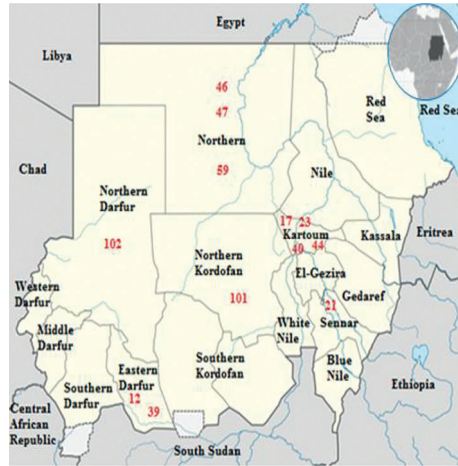 Egypt
Libya
46
47
Red
Sea
Red Sea
Northern
Chad
59
Nile
Northern
Darfur
17 23
Kartoum
40 44
Kassala
Eritrea
102
Northern
Kordofan
El-Gezira
Western
Darfur
101
Gedaref
21
Middle
Darfur
White
Nile
Sennar
Southern
Kordofan
Blue
Nile
Eastern
Darfur
Southern
Darfur
12
39
Ethiopia
Central
African
Republic
South Sudan